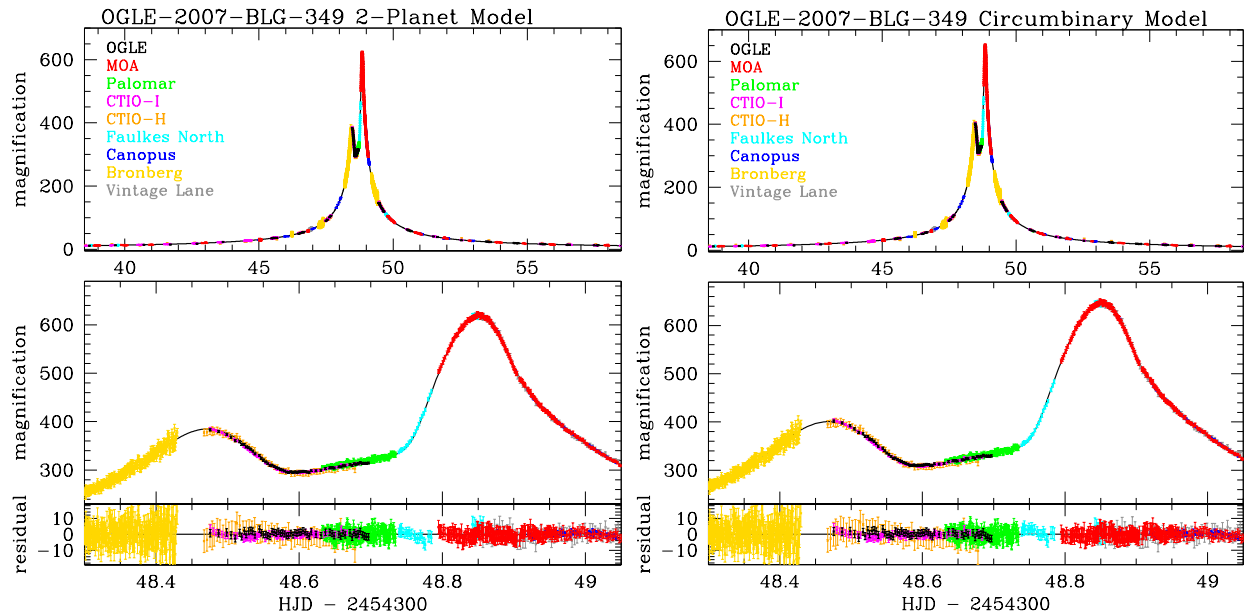 OGLE-2007-BLG-349 2-Planet Model
magnification
600
400
200
0
OGLE
MOA
Palomar
CTIO-I
CTIO-H
Faulkes North
Canopus
Bronberg
Vintage Lane
40 45 50 55
magnification
600
500
400
300
residual
10
0
-10
48.4 48.6 48.8 49
HJD - 2454300
OGLE-2007-BLG-349 Circumbinary Model
magnification
600
400
200
0
OGLE
MOA
Palomar
CTIO-I
CTIO-H
Faulkes North
Canopus
Bronberg
Vintage Lane
40 45 50 55
magnification
600
500
400
300
residual
10
0
-10
48.4 48.6 48.8 49
HJD - 2454300